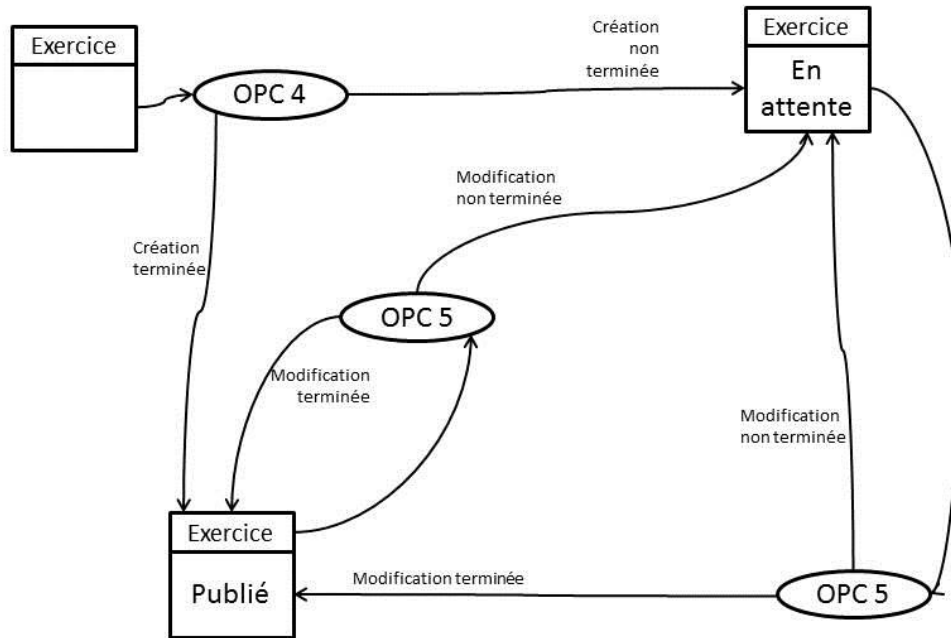 Exercice
OPC 4
Création
non
terminée
Exercice
En
attente
Modification
non terminée
Création
terminée
OPC 5
Modification
terminée
Modification
non terminée
Exercice
Publié
Modification terminée
OPC 5